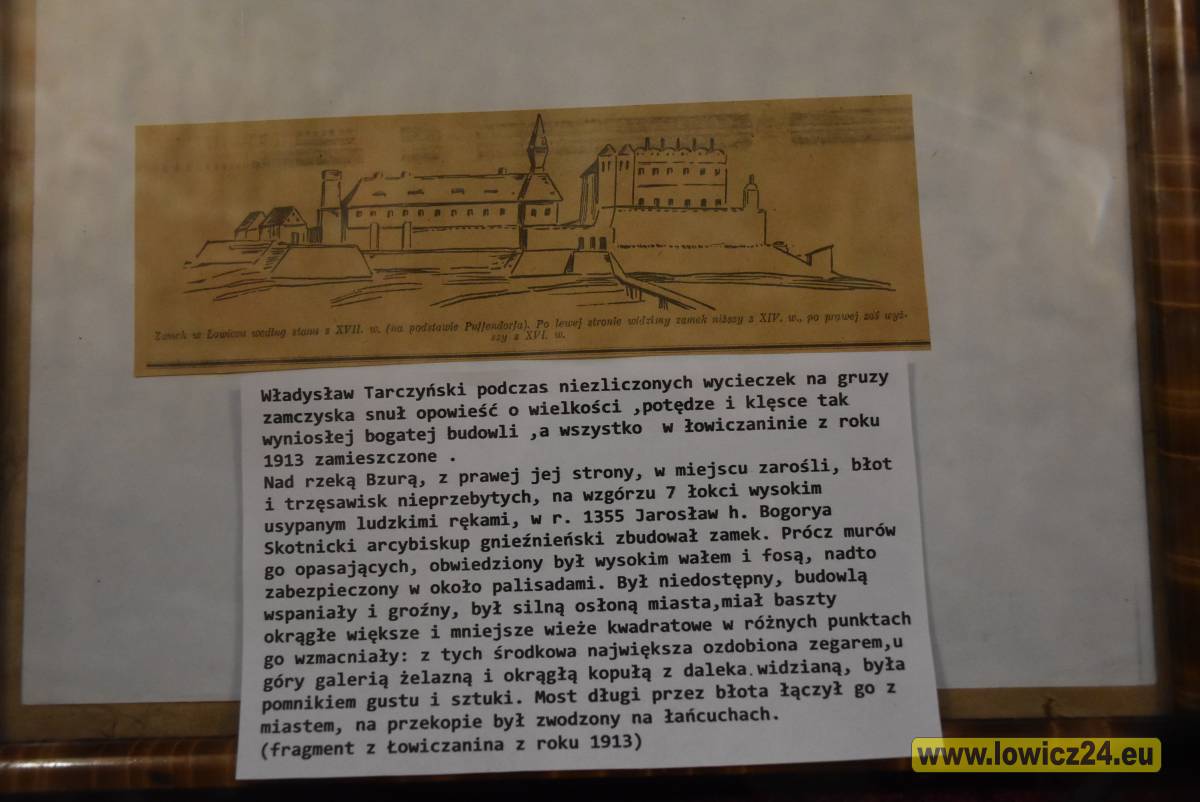 Zamek w Łowiczu według stanu z XVII. w. (na podstawie Puffendorfa). Po lewej stronie widzimy zamek niższy z XIV. w., po prawej zaś wyż-
szy z XVI. w.
Władysław Tarczyński podczas niezliczonych wycieczek na gruzy
zamczyska snuł opowieść o wielkości ,potędze i klęsce tak
wyniosłej bogatej budowli ,a wszystko w łowiczaninie z roku
1913 zamieszczone .
Nad rzeką Bzurą, z prawej jej strony, w miejscu zarośli, błot
i trzęsawisk nieprzebytych, na wzgórzu 7 łokci wysokim
usypanym ludzkimi rękami, w r. 1355 Jarosław h. Bogorya
Skotnicki arcybiskup gnieźnieński zbudował zamek. Prócz murów
go opasających, obwiedziony był wysokim wałem i fosą, nadto
zabezpieczony w około palisadami. Był niedostępny, budowlą
wspaniały i groźny, był silną osłoną miasta,miał baszty
okrągłe większe i mniejsze wieże kwadratowe w różnych punktach
go wzmacniały: z tych środkowa największa ozdobiona zegarem,u
góry galerią żelazną i okrągłą kopułą z daleka widzianą, była
pomnikiem gustu i sztuki. Most długi przez błota łączył go z
miastem, na przekopie był zwodzony na łańcuchach.
(fragment z Łowiczanina z roku 1913)
www.lowicz24.eu